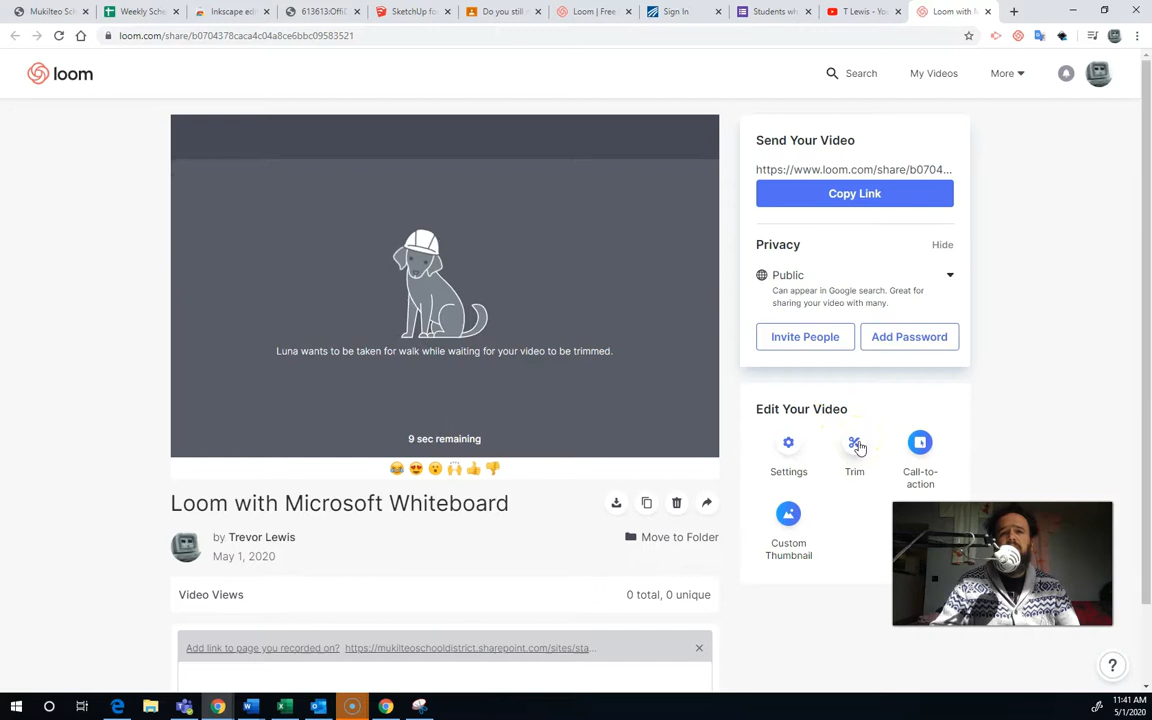 Mukilteo Sc
Weekly Sche
Inkscape edi
613613:OffiD
SketchUp fo
Do you still n
Loom | Free
Sign In
Students wh
T Lewis - You
Loom with M
loom.com/share/b0704378caca4c04a8ce6bbc09583521
loom
Search
My Videos
More
Send Your Video
https://www.loom.com/share/b0704...
Copy Link
Privacy
Hide
Public
Can appear in Google search. Great for
sharing your video with many.
Invite People
Add Password
Luna wants to be taken for walk while waiting for your video to be trimmed.
9 sec remaining
Edit Your Video
Settings
Trim
Call-to-
action
Custom
Thumbnail
Loom with Microsoft Whiteboard
by Trevor Lewis
May 1, 2020
Move to Folder
Video Views
0 total, 0 unique
Add link to page you recorded on? https://mukilteoschooldistrict.sharepoint.com/sites/sta...
?
11:41 AM
5/1/2020